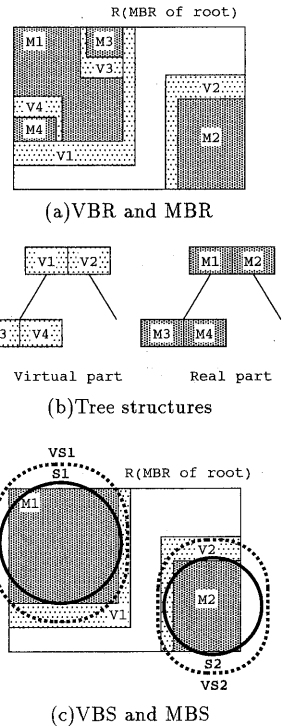 R(MBR of root)
M1
M3
V3
V4
V2
M4
M2
V1
(a)VBR and MBR
V1 V2
M1 M2
3 V4
M3 M4
Virtual part
Real part
(b)Tree structures
VS1
S1
R(MBR of root)
M1
V2
M2
V1
S2
VS2
(c)VBS and MBS